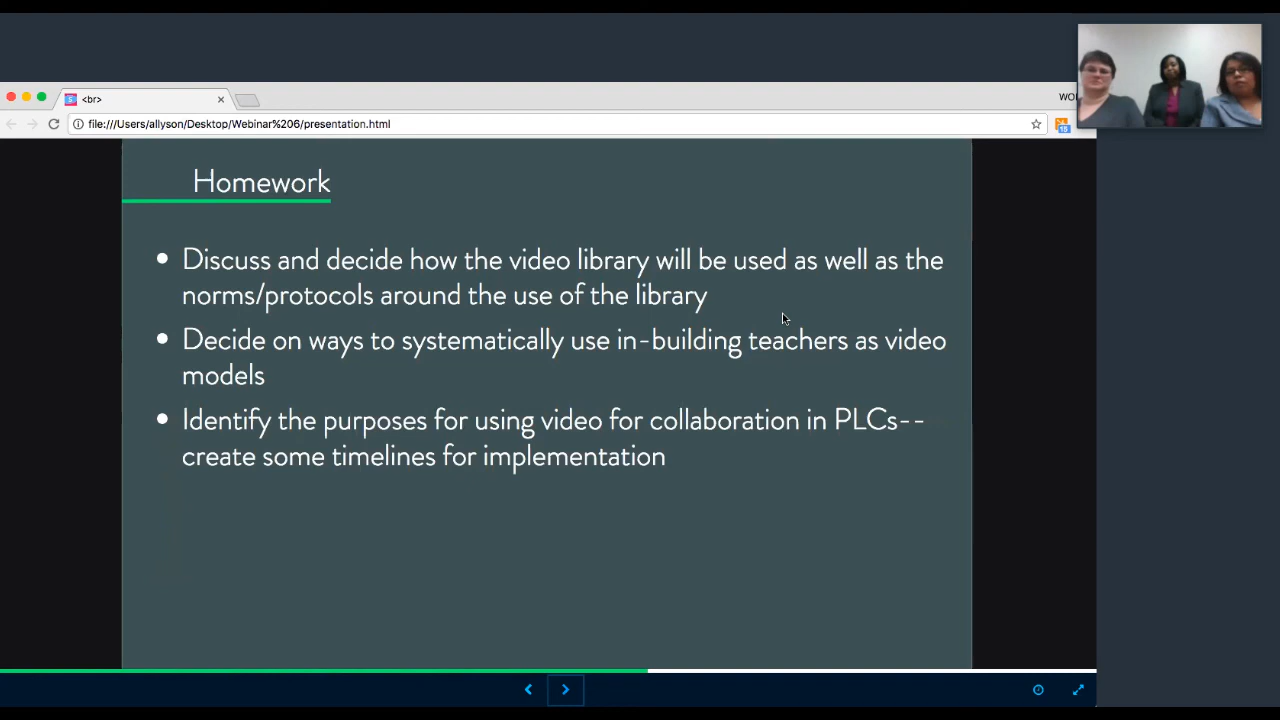 <br>
WOI
file:///Users/allyson/Desktop/Webinar%206/presentation.html
18
Homework
• Discuss and decide how the video library will be used as well as the
norms/protocols around the use of the library
• Decide on ways to systematically use in-building teachers as video
models
• Identify the purposes for using video for collaboration in PLCs--
create some timelines for implementation